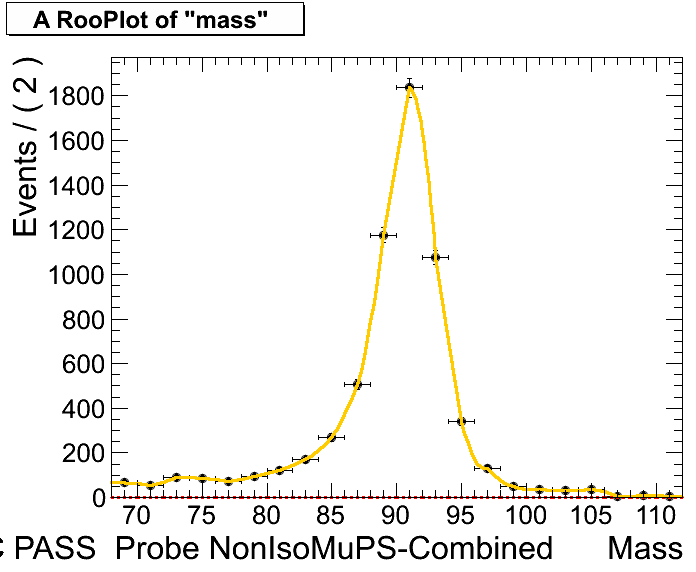 A RooPlot of "mass"
Events / ( 2 )
1800
1600
1400
1200
1000
800
600
400
200
0
70 75 80 85 90 95 100 105 110
C PASS Probe NonIsoMuPS-Combined Mass